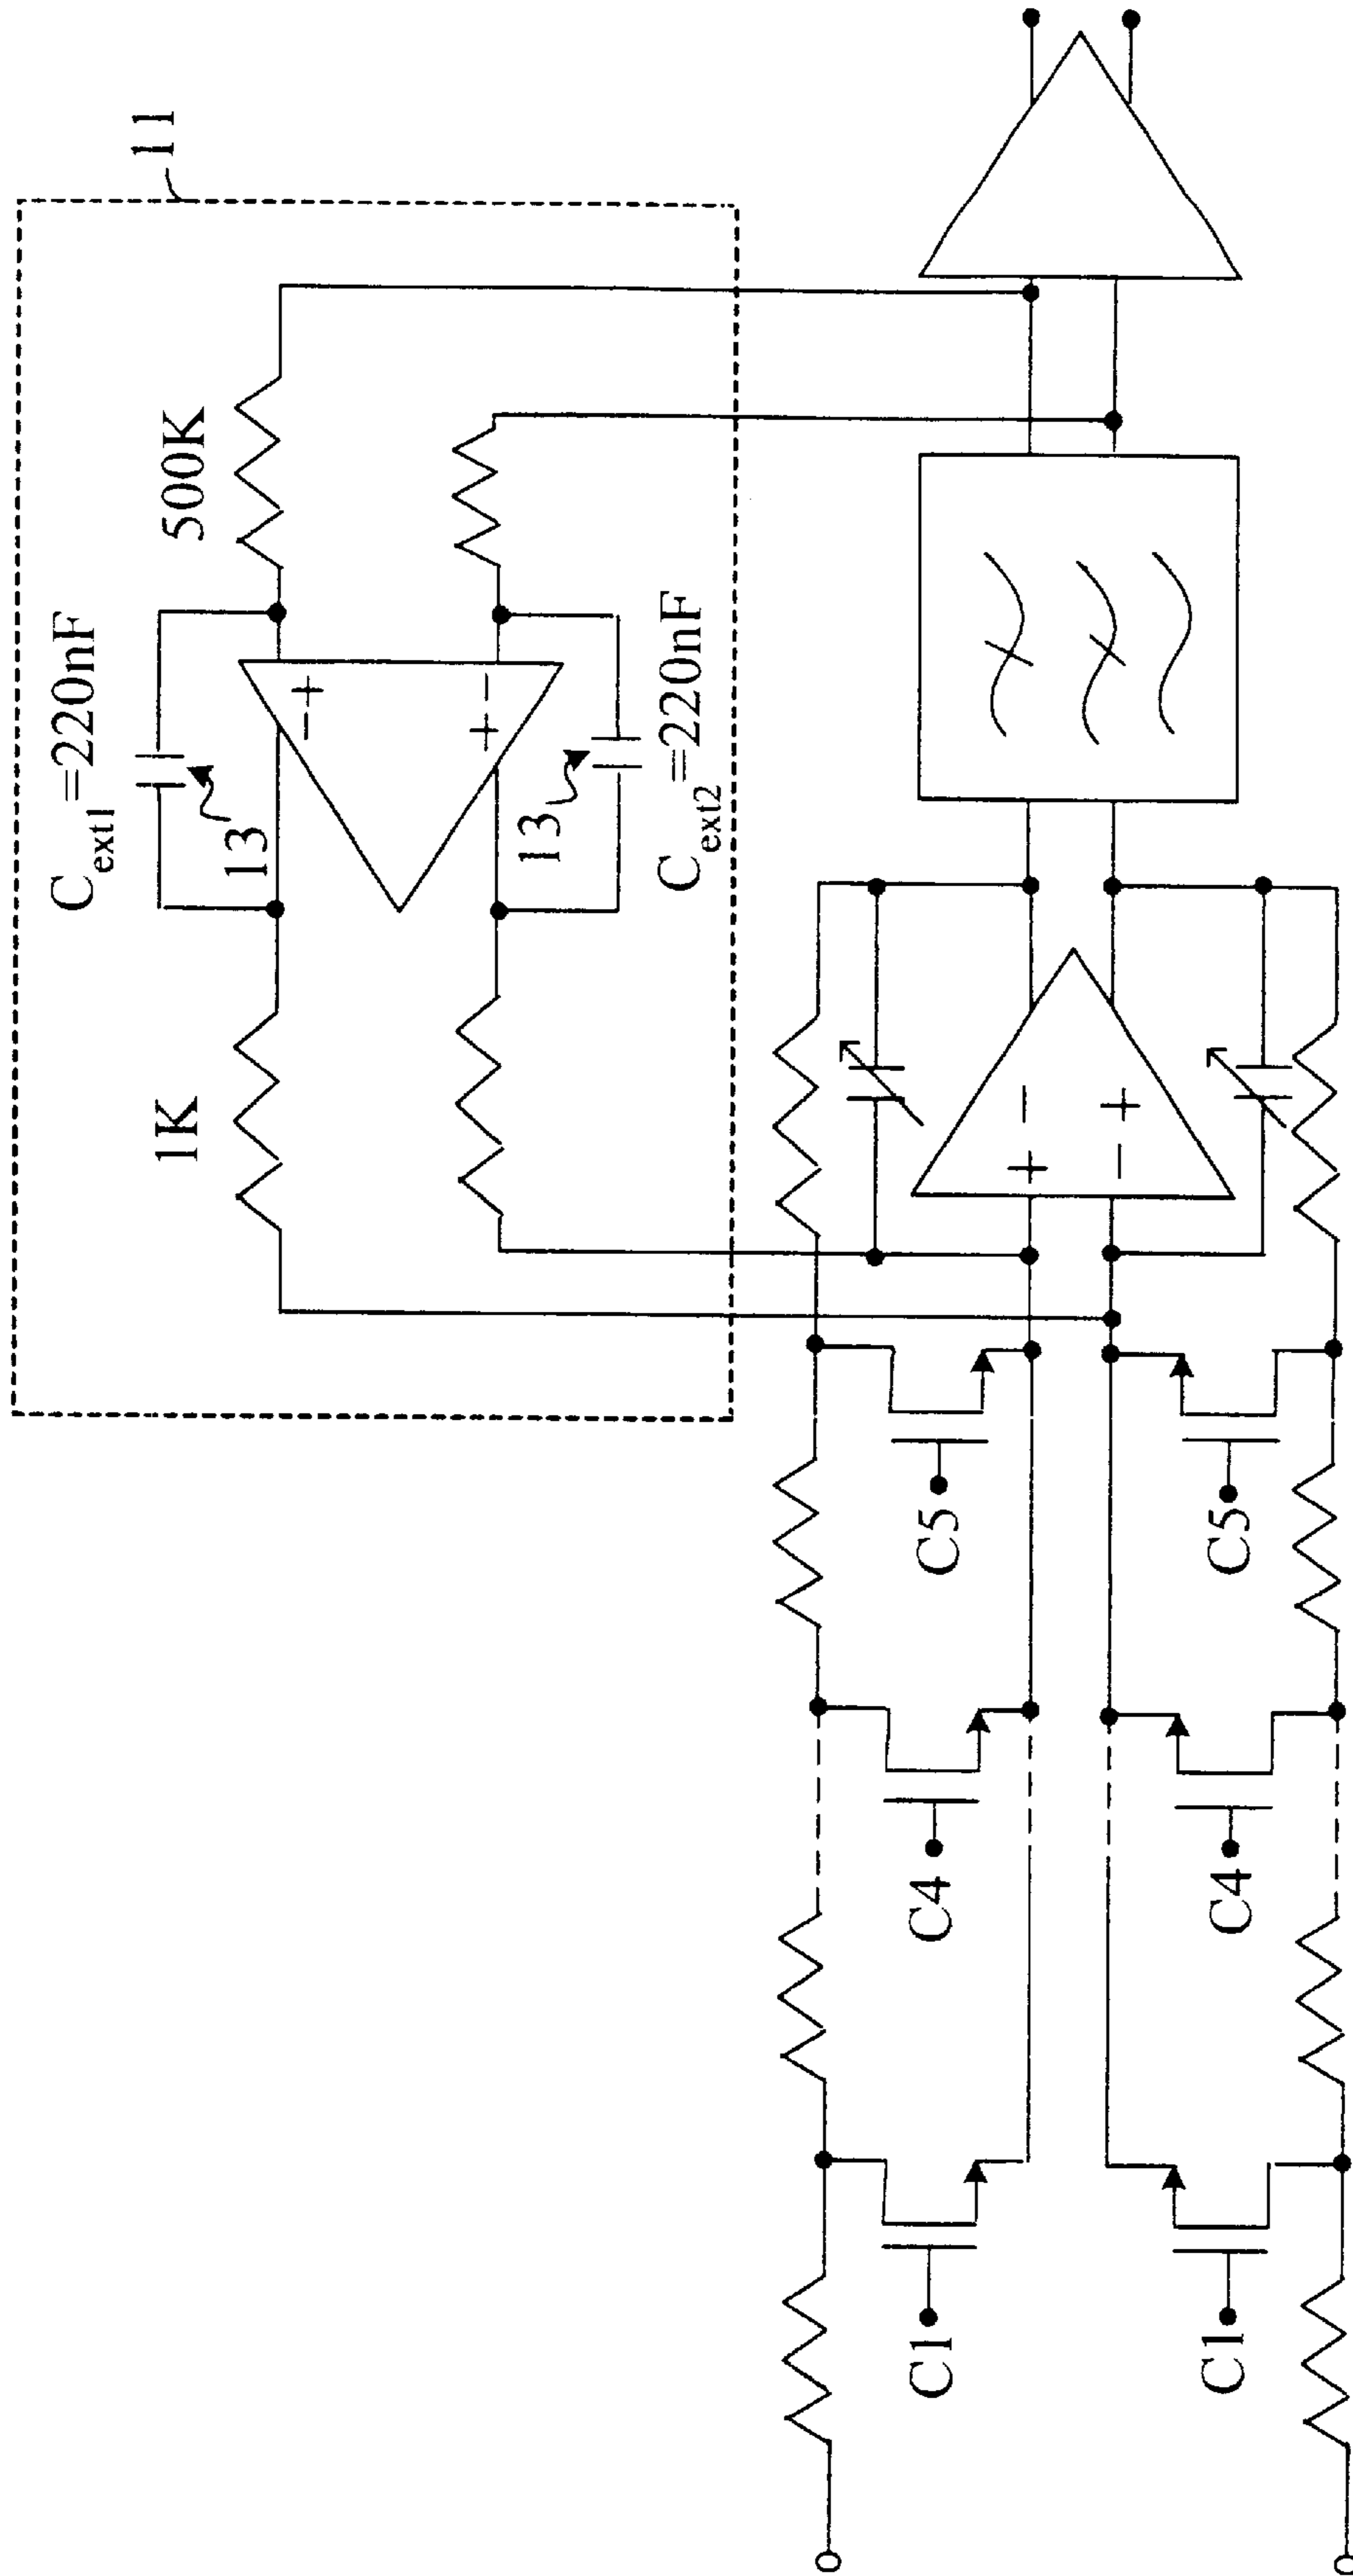 11
500K
C_ext1=220nF
- +
+ -
13
13
C_ext2=220nF
1K
+ -
- +
C5
C5
C4
C4
C1
C1